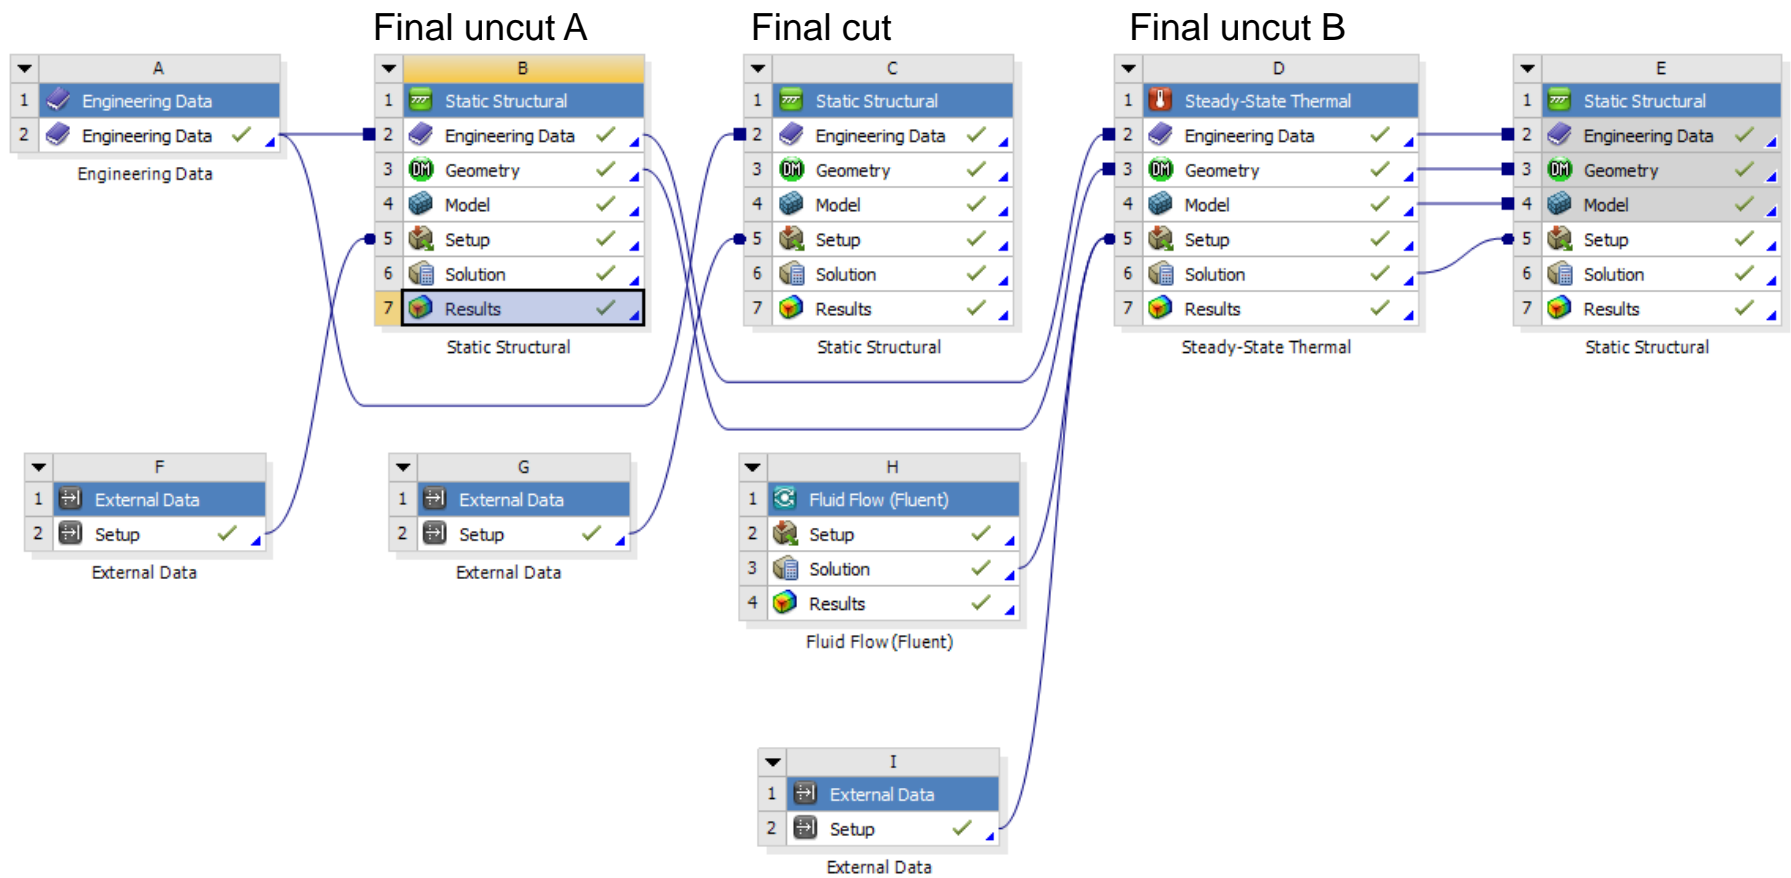 Final uncut A
Final cut
Final uncut B
A
1 Engineering Data
2 Engineering Data
Engineering Data
B
1 Static Structural
2 Engineering Data
3 Geometry
4 Model
5 Setup
6 Solution
7 Results
Static Structural
C
1 Static Structural
2 Engineering Data
3 Geometry
4 Model
5 Setup
6 Solution
7 Results
Static Structural
D
1 Steady-State Thermal
2 Engineering Data
3 Geometry
4 Model
5 Setup
6 Solution
7 Results
Steady-State Thermal
E
1 Static Structural
2 Engineering Data
3 Geometry
4 Model
5 Setup
6 Solution
7 Results
Static Structural
F
1 External Data
2 Setup
External Data
G
1 External Data
2 Setup
External Data
H
1 Fluid Flow (Fluent)
2 Setup
3 Solution
4 Results
Fluid Flow (Fluent)
I
1 External Data
2 Setup
External Data